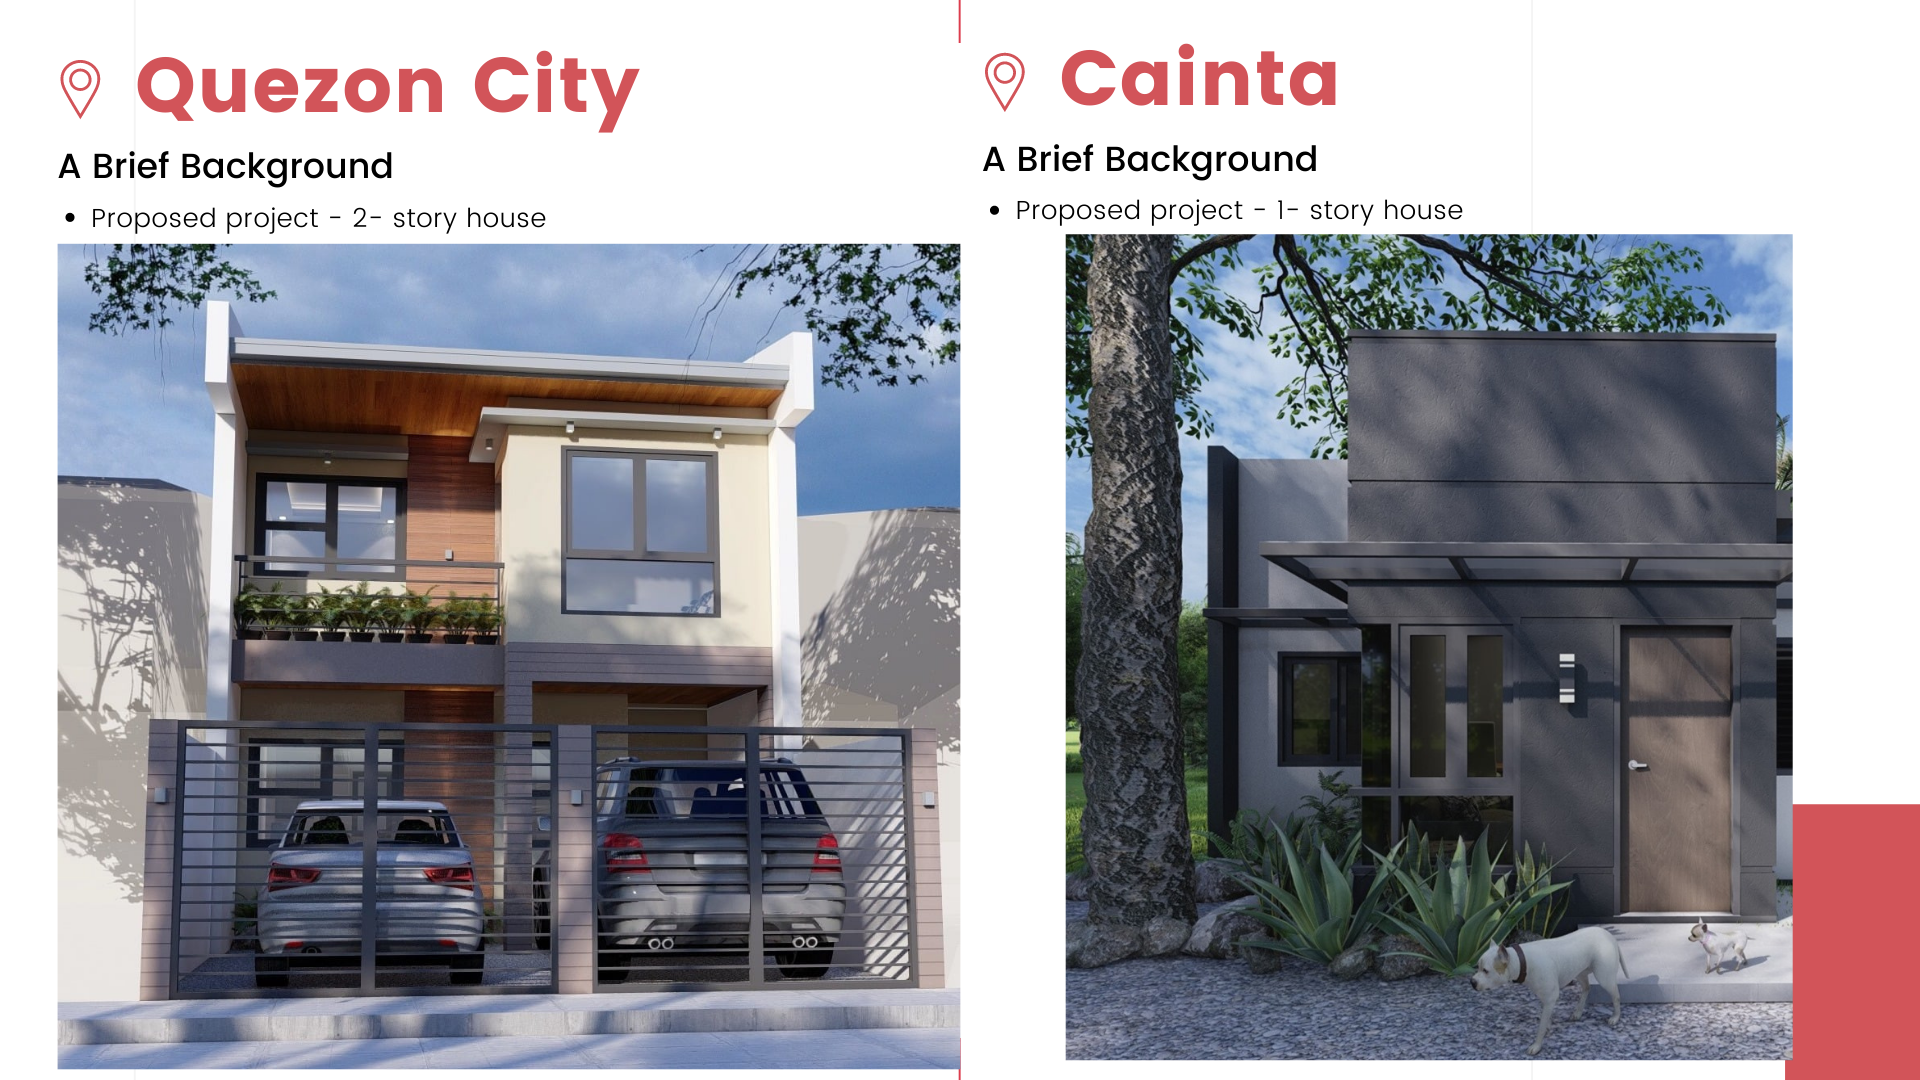 Quezon City
A Brief Background
• Proposed project - 2- story house
Cainta
A Brief Background
• Proposed project - 1- story house